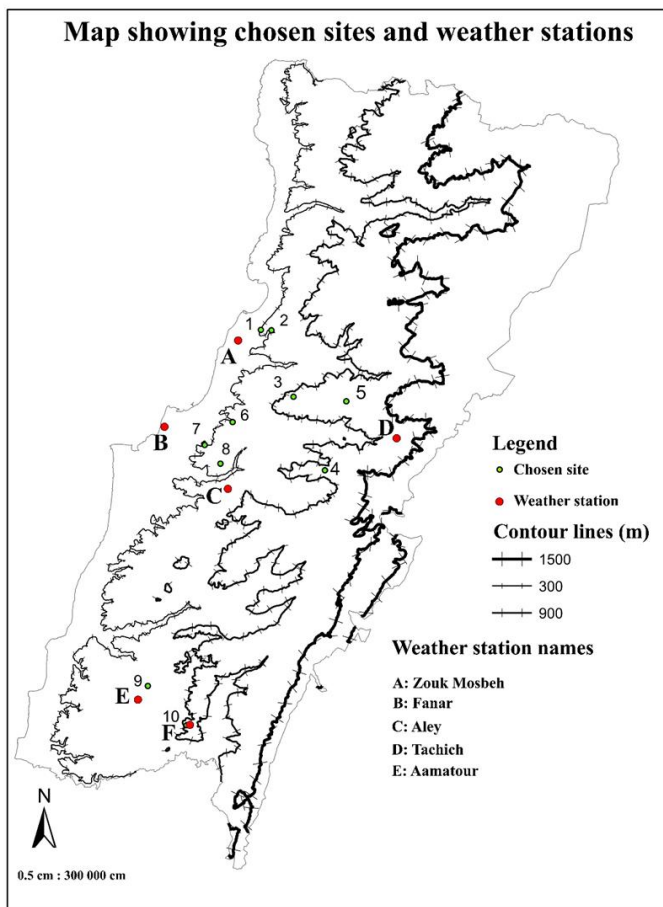 Map showing chosen sites and weather stations
1
2
A
3
5
6
B
7
D
8
4
C
Legend
Chosen site
Weather station
Contour lines (m)
1500
300
900
Weather station names
A: Zouk Mosbeh
B: Fanar
C: Aley
D: Tachich
E: Aamatour
9
E
10
F
N
0.5 cm : 300 000 cm